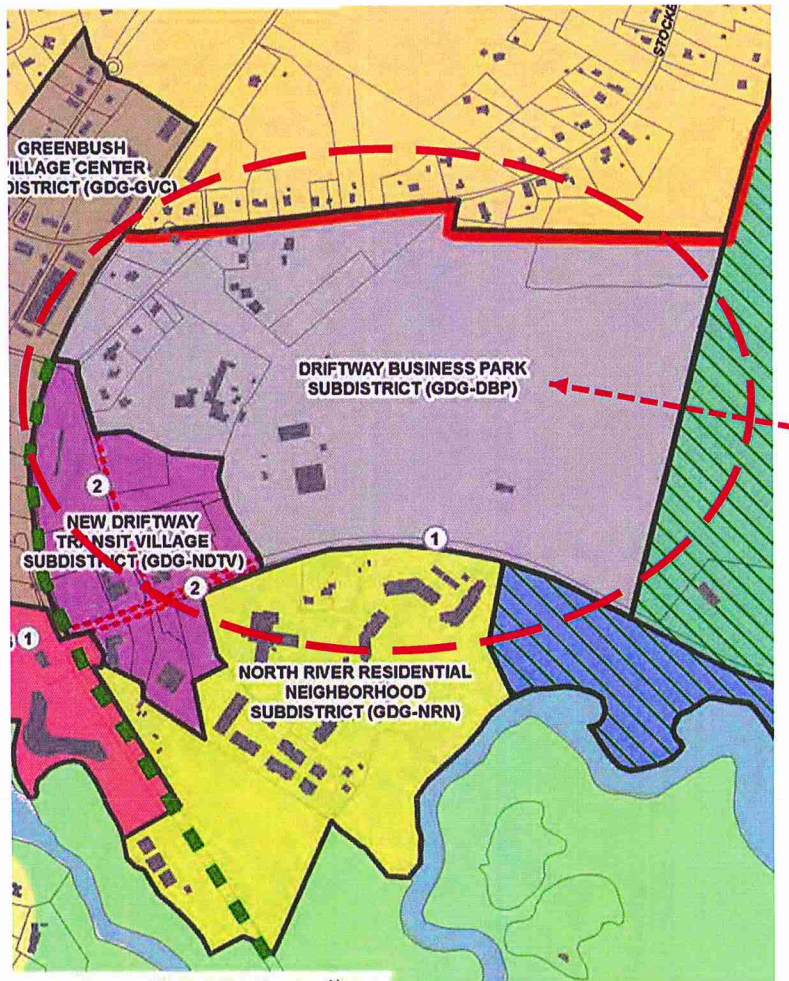 STOCKB
GREENBUSH
VILLAGE CENTER
DISTRICT (GDG-GVC)
DRIFTWAY BUSINESS PARK
SUBDISTRICT (GDG-DBP)
2
1
NEW DRIFTWAY
TRANSIT VILLAGE
SUBDISTRICT (GDG-NDTV)
2
1
NORTH RIVER RESIDENTIAL
NEIGHBORHOOD
SUBDISTRICT (GDG-NRN)